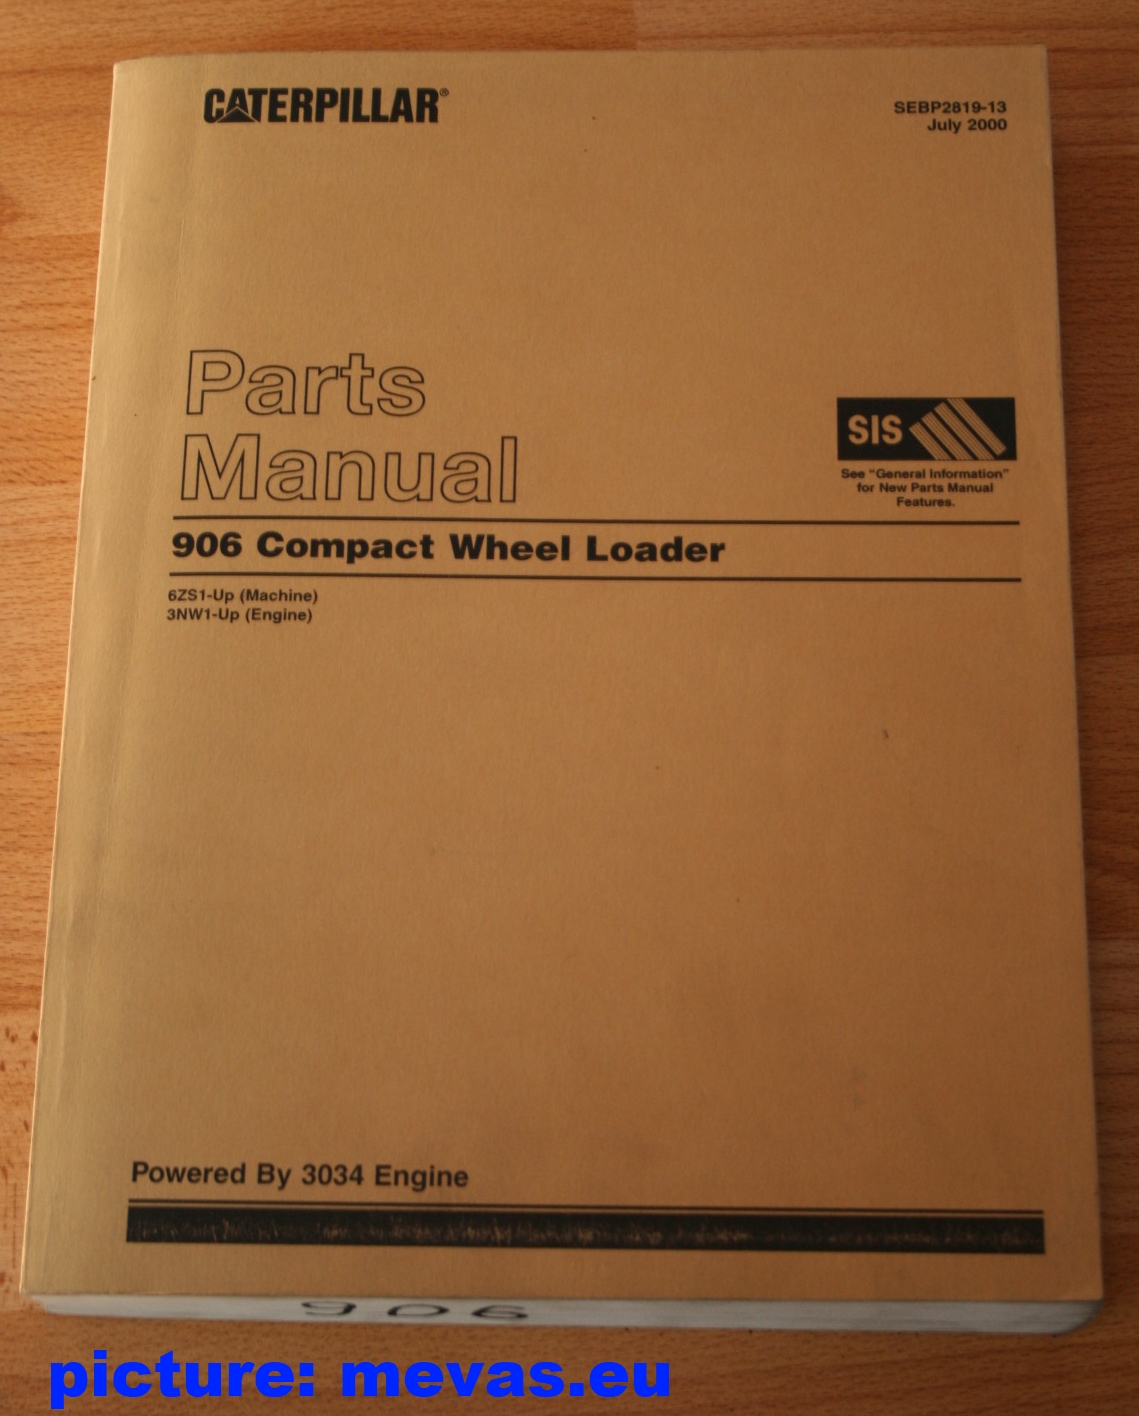 CATERPILLAR®
SEBP2819-13
July 2000
Parts
Manual
SIS
See "General Information"
for New Parts Manual
Features.
906 Compact Wheel Loader
6ZS1-Up (Machine)
3NW1-Up (Engine)
Powered By 3034 Engine
906
picture: mevas.eu